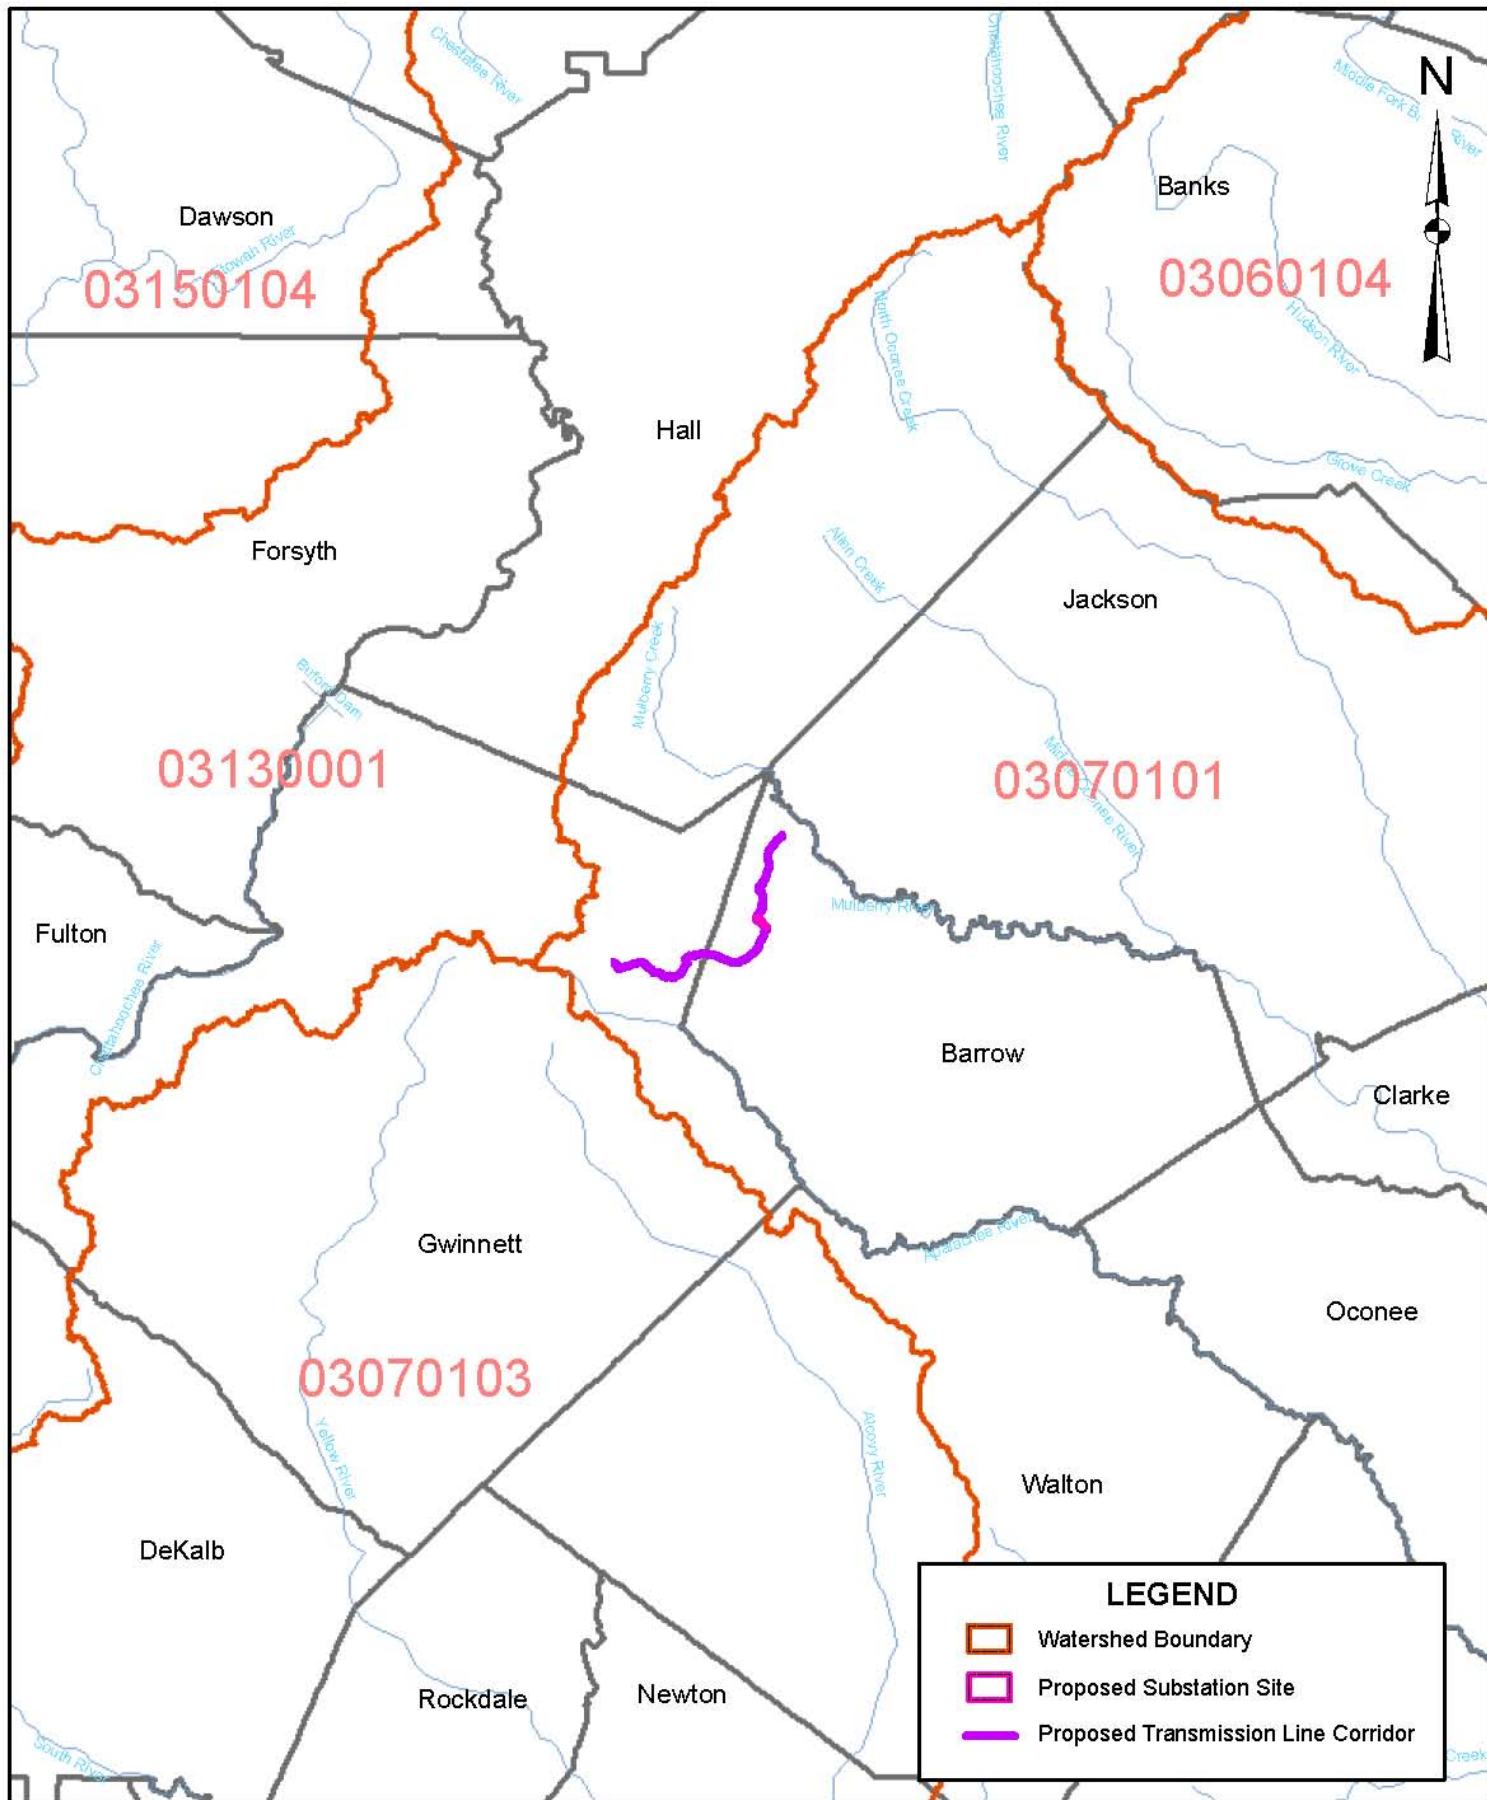 Chestatee River
Chattahoochee River
N
Middle Fork B
River
Banks
Dawson
Etowah River
03150104
03060104
Hudson River
North Oconee Creek
Hall
Grove Creek
Forsyth
Allen Creek
Jackson
Mulberry Creek
Buford Dam
03130001
03070101
Middle Oconee River
Mulberry River
Fulton
Chattahoochee River
Barrow
Clarke
Gwinnett
Apalachee River
Oconee
03070103
Yellow River
Alcovy River
Walton
DeKalb
LEGEND
Watershed Boundary
Proposed Substation Site
Proposed Transmission Line Corridor
Rockdale
Newton
South River
Creek